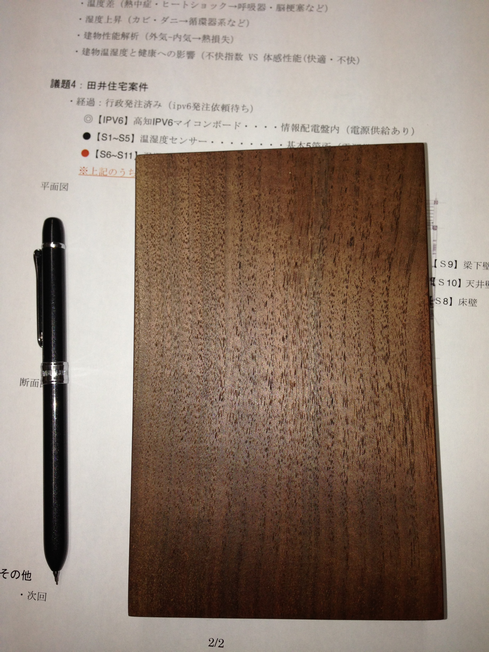 ・温度差（熱中症・ヒートショック→呼吸器・脳梗塞など）
・湿度上昇（カビ・ダニ→循環器系など）
・建物性能解析（外気-内気→熱損失）
・建物温湿度と健康への影響（不快指数 VS 体感性能(快適・不快)
議題4：田井住宅案件
・経過：行政発注済み（ipv6発注依頼待ち）
【IPV6】高知IPV6マイコンボード・・・・情報配電盤内（電源供給あり）
●【S1~S5】温湿度センサー・・・・・・・・基本5箇所
●【S6~S11】
※上記のうち
平面図
【S9】梁下壁
【S10】天井壁
S8】床壁
断面図
その他
・次回
2/2